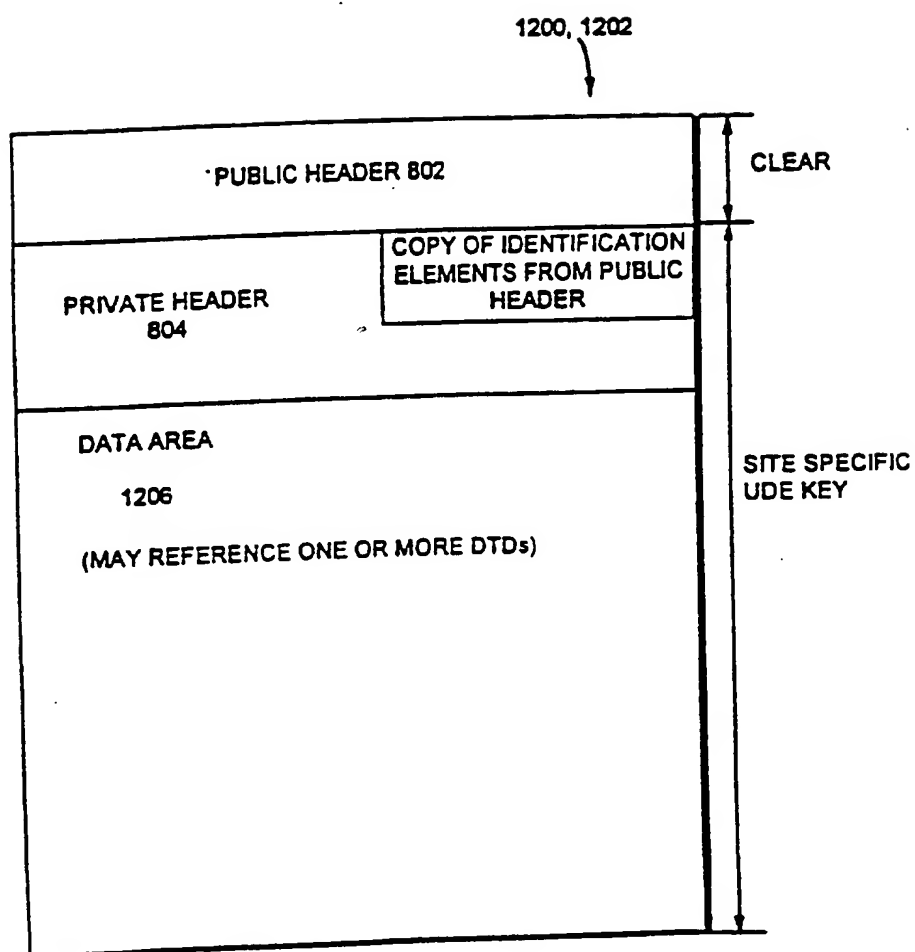 1200, 1202
PUBLIC HEADER 802
CLEAR
COPY OF IDENTIFICATION
ELEMENTS FROM PUBLIC
HEADER
PRIVATE HEADER
804
DATA AREA
1206
(MAY REFERENCE ONE OR MORE DTDs)
SITE SPECIFIC
UDE KEY